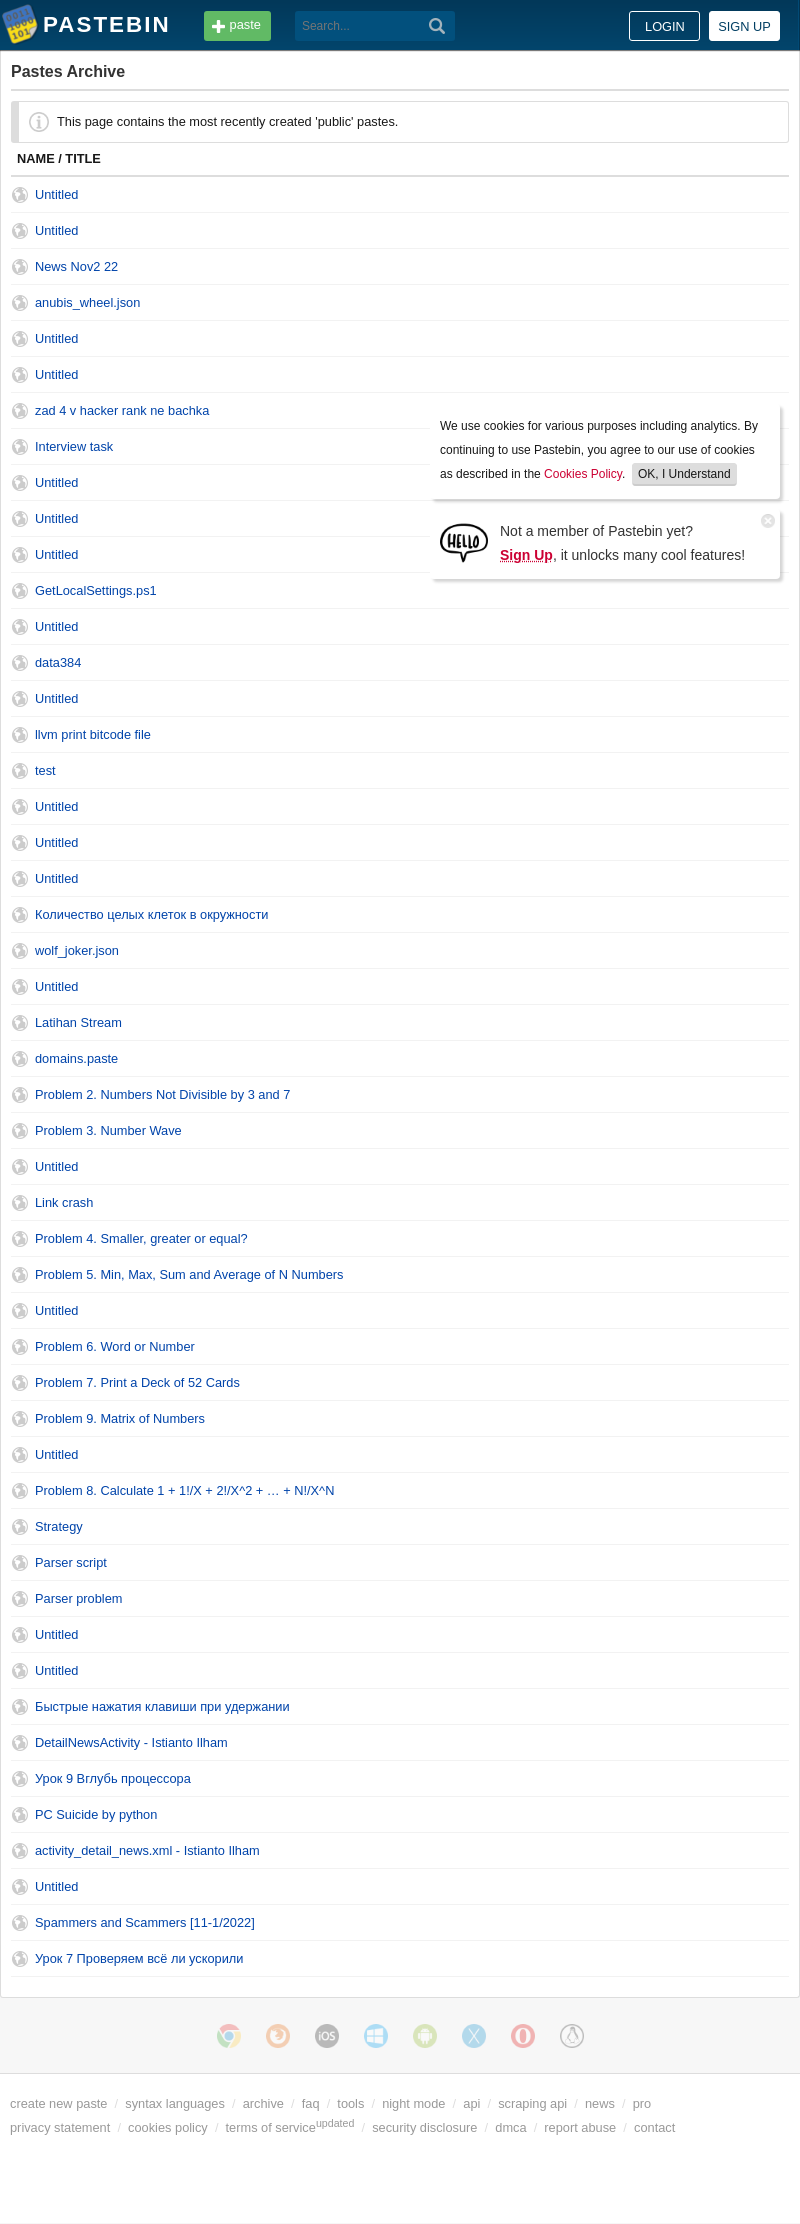 PASTEBIN
paste
Search...
LOGIN
SIGN UP
Pastes Archive
This page contains the most recently created 'public' pastes.
NAME / TITLE
Untitled
Untitled
News Nov2 22
anubis_wheel.json
Untitled
Untitled
zad 4 v hacker rank ne bachka
Interview task
Untitled
Untitled
Untitled
We use cookies for various purposes including analytics. By
continuing to use Pastebin, you agree to our use of cookies
as described in the Cookies Policy. OK, I Understand
HELLO
Not a member of Pastebin yet?
Sign Up, it unlocks many cool features!
GetLocalSettings.ps1
Untitled
data384
Untitled
llvm print bitcode file
test
Untitled
Untitled
Untitled
Количество целых клеток в окружности
wolf_joker.json
Untitled
Latihan Stream
domains.paste
Problem 2. Numbers Not Divisible by 3 and 7
Problem 3. Number Wave
Untitled
Link crash
Problem 4. Smaller, greater or equal?
Problem 5. Min, Max, Sum and Average of N Numbers
Untitled
Problem 6. Word or Number
Problem 7. Print a Deck of 52 Cards
Problem 9. Matrix of Numbers
Untitled
Problem 8. Calculate 1 + 1!/X + 2!/X^2 + … + N!/X^N
Strategy
Parser script
Parser problem
Untitled
Untitled
Быстрые нажатия клавиши при удержании
DetailNewsActivity - Istianto Ilham
Урок 9 Вглубь процессора
PC Suicide by python
activity_detail_news.xml - Istianto Ilham
Untitled
Spammers and Scammers [11-1/2022]
Урок 7 Проверяем всё ли ускорили
iOS
create new paste / syntax languages / archive / faq / tools / night mode / api / scraping api / news / pro
privacy statement / cookies policy / terms of service updated / security disclosure / dmca / report abuse / contact